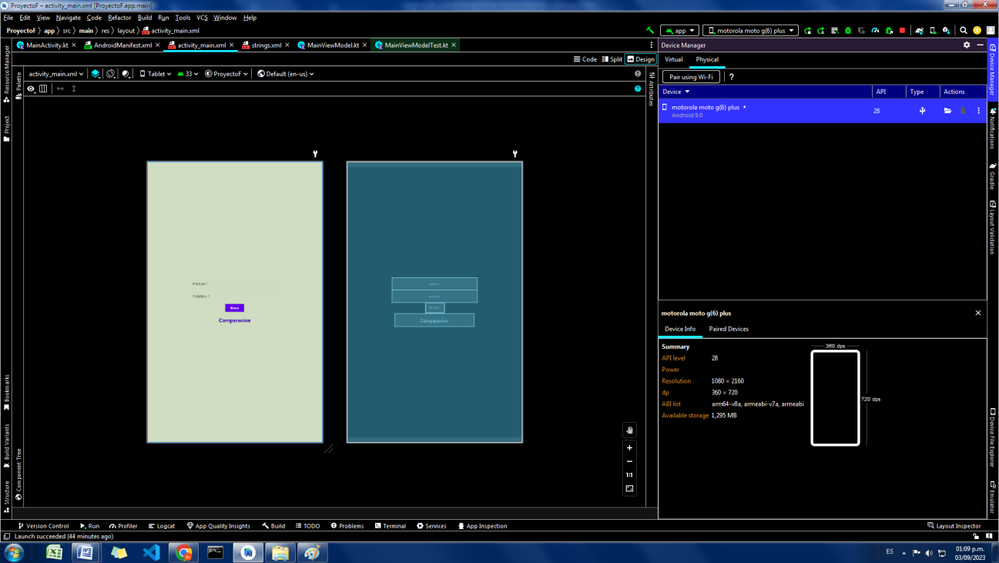 ProyectoF – activity_main.xml [ProyectoF.app.main]
File Edit View Navigate Code Refactor Build Run Tools VCS Window Help
ProyectoF app src main res layout activity_main.xml
app motorola moto g(6) plus
MainActivity.kt AndroidManifest.xml activity_main.xml strings.xml MainViewModel.kt MainViewModelTest.kt
Code Split Design
activity_main.xml Tablet 33 ProyectoF Default (en-us)
Resource Manager
Project
Bookmarks
Build Variants
Structure
Palette
Component Tree
Attributes
Comparacion
Comparacion
1:1
Device Manager
Virtual Physical
Pair using Wi-Fi ?
Device API Type Actions
motorola moto g(6) plus 28
Android 9.0
motorola moto g(6) plus
Device Info Paired Devices
Summary
API level 28
Power
Resolution 1080 × 2160
dp 360 × 720
ABI list arm64-v8a, armeabi-v7a, armeabi
Available storage 1,295 MB
360 dps
720 dps
Device Manager
Notifications
Gradle
Layout Validation
Device File Explorer
Emulator
Version Control Run Profiler Logcat App Quality Insights Build TODO Problems Terminal Services App Inspection Layout Inspector
Launch succeeded (44 minutes ago)
ES 01:09 p.m.
03/09/2023